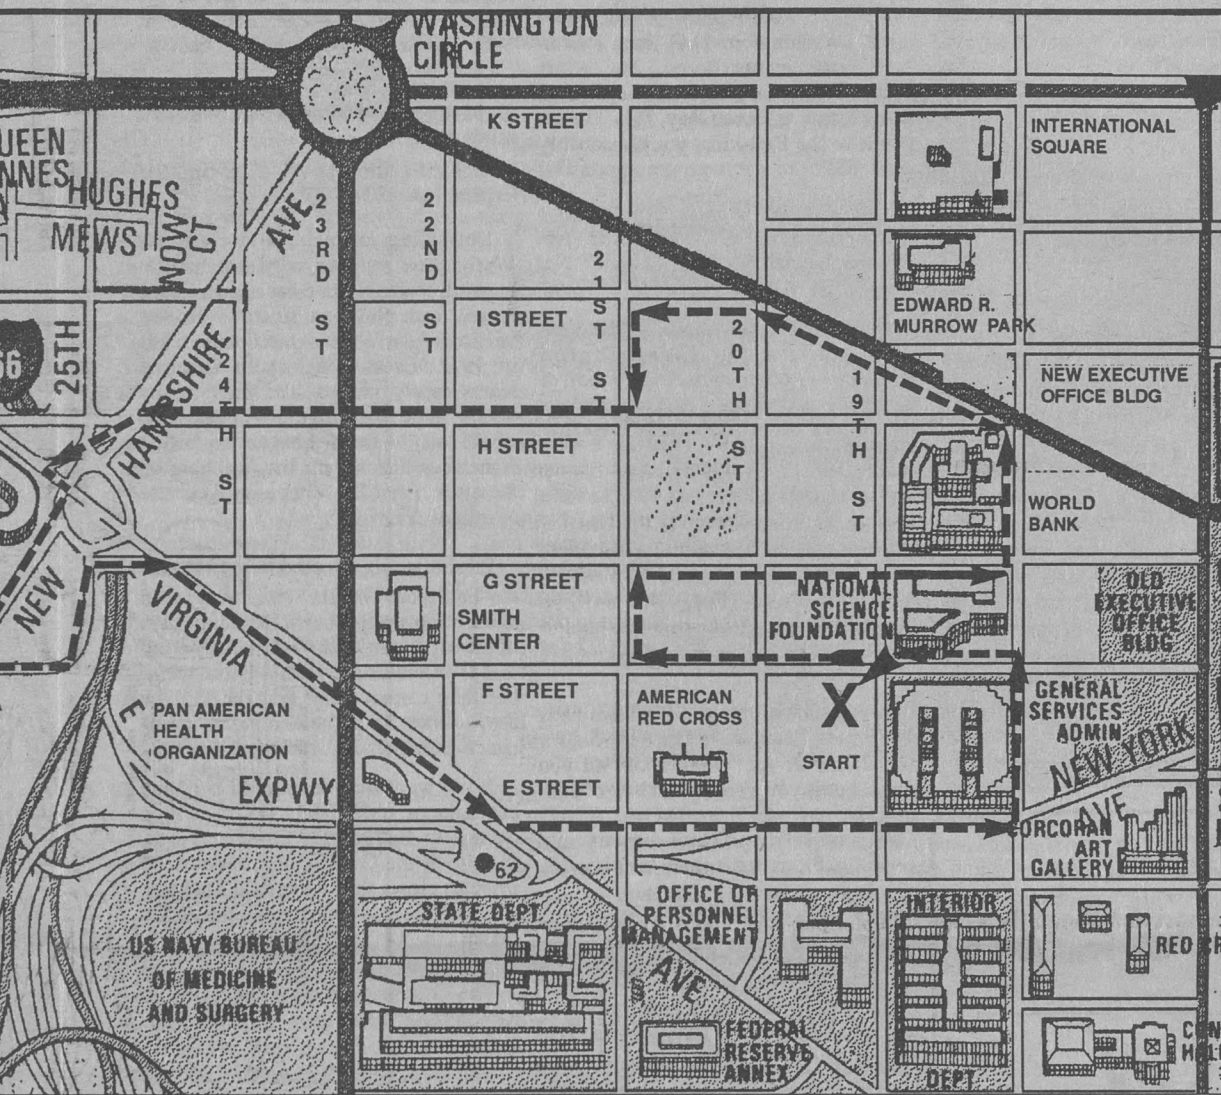 WASHINGTON
CIRCLE
K STREET
INTERNATIONAL
SQUARE
HUGHES
MEWS
CT
AVE
23RD ST
22ND ST
21ST ST
I STREET
20TH ST
19TH ST
EDWARD R.
MURROW PARK
NEW EXECUTIVE
OFFICE BLDG
66
25TH
24TH ST
HAMPSHIRE
H STREET
WORLD
BANK
NEW
VIRGINIA
G STREET
SMITH
CENTER
NATIONAL
SCIENCE
FOUNDATION
OLD
EXECUTIVE
OFFICE
BLDG
F STREET
AMERICAN
RED CROSS
X
START
GENERAL
SERVICES
ADMIN
NEW YORK
AVE
PAN AMERICAN
HEALTH
ORGANIZATION
E
EXPWY
E STREET
CORCORAN
ART
GALLERY
62
STATE DEPT
OFFICE OF
PERSONNEL
MANAGEMENT
INTERIOR
DEPT
RED
US NAVY BUREAU
OF MEDICINE
AND SURGERY
AVE
FEDERAL
RESERVE
ANNEX